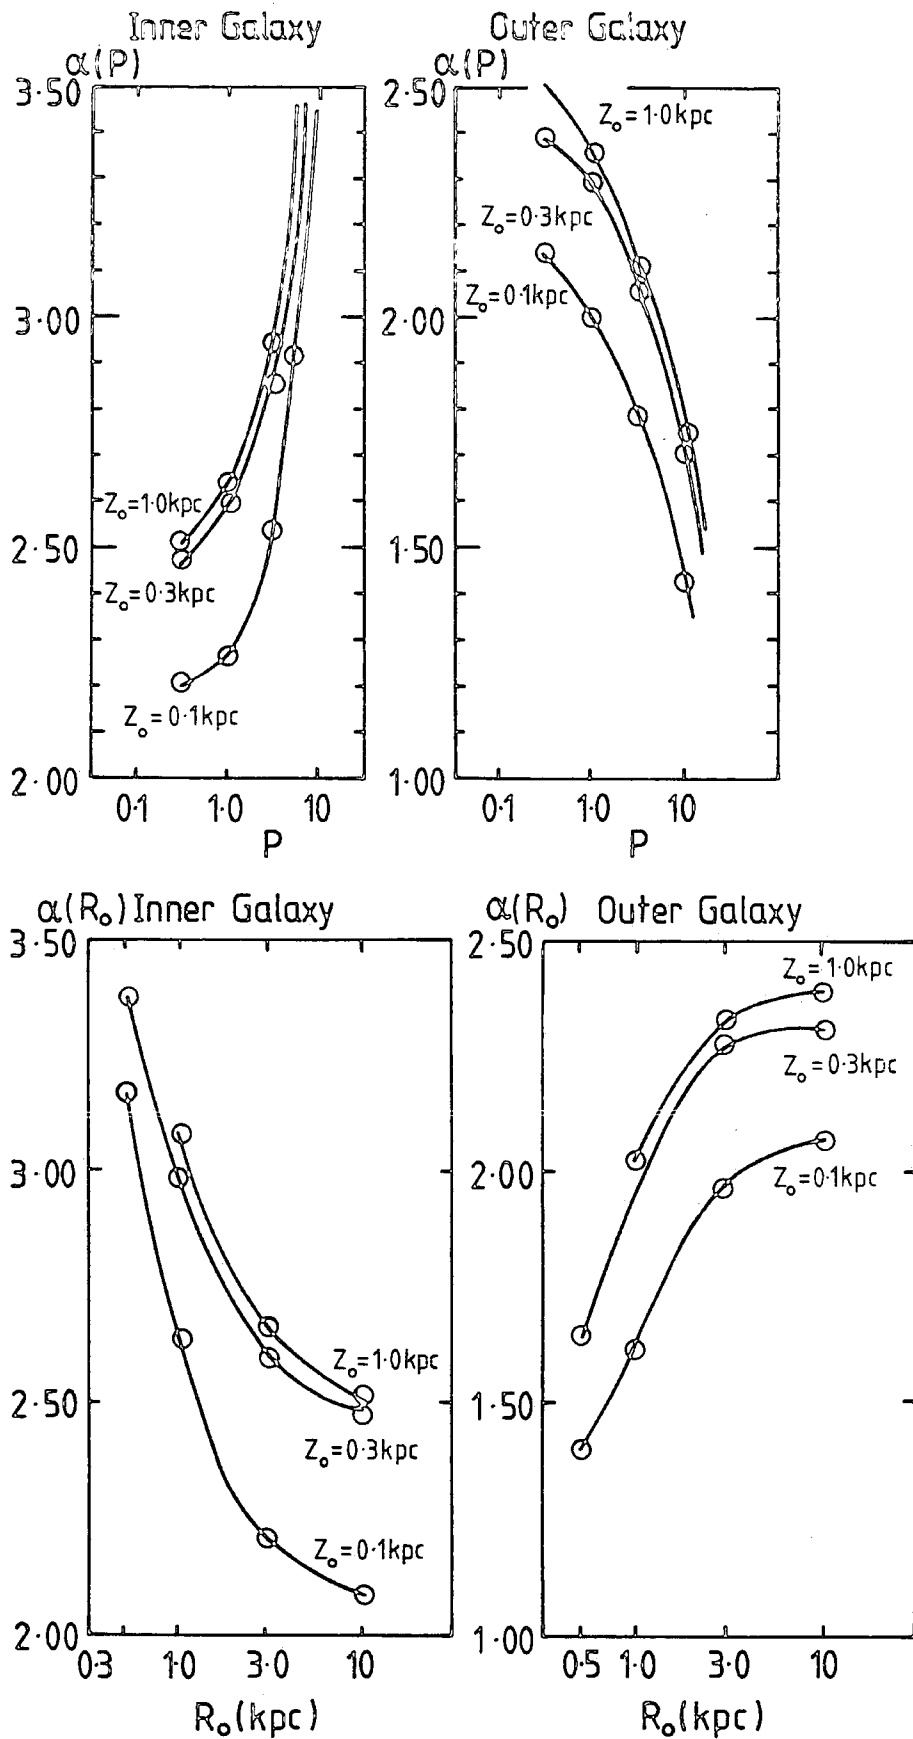 Inner Galaxy
α(P)
3·50
3·00
2·50
2·00
Z₀=1·0kpc
Z₀=0·3kpc
Z₀=0·1kpc
0·1 1·0 10
P
Outer Galaxy
α(P)
2·50
2·00
1·50
1·00
Z₀=1·0kpc
Z₀=0·3kpc
Z₀=0·1kpc
0·1 1·0 10
P
α(R₀) Inner Galaxy
3·50
3·00
2·50
2·00
Z₀=1·0kpc
Z₀=0·3kpc
Z₀=0·1kpc
0·3 1·0 3·0 10
R₀(kpc)
α(R₀) Outer Galaxy
2·50
2·00
1·50
1·00
Z₀=1·0kpc
Z₀=0·3kpc
Z₀=0·1kpc
0·5 1·0 3·0 10
R₀(kpc)